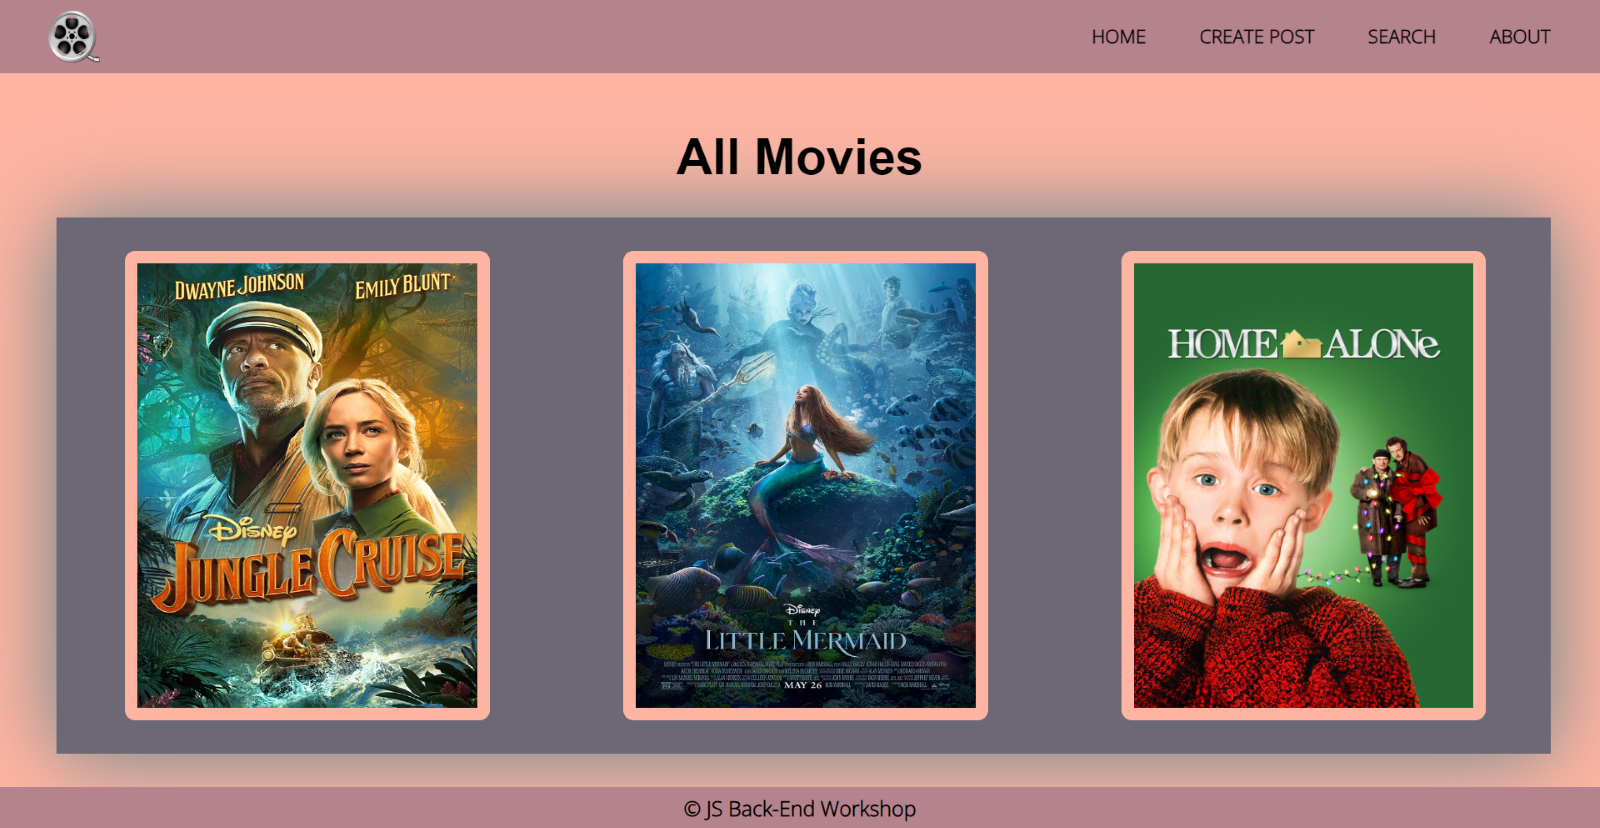 HOME CREATE POST SEARCH ABOUT
All Movies
DWAYNE JOHNSON EMILY BLUNT
DISNEY
JUNGLE CRUISE
DISNEY
THE
LITTLE MERMAID
MAY 26
HOME ALONe
© JS Back-End Workshop